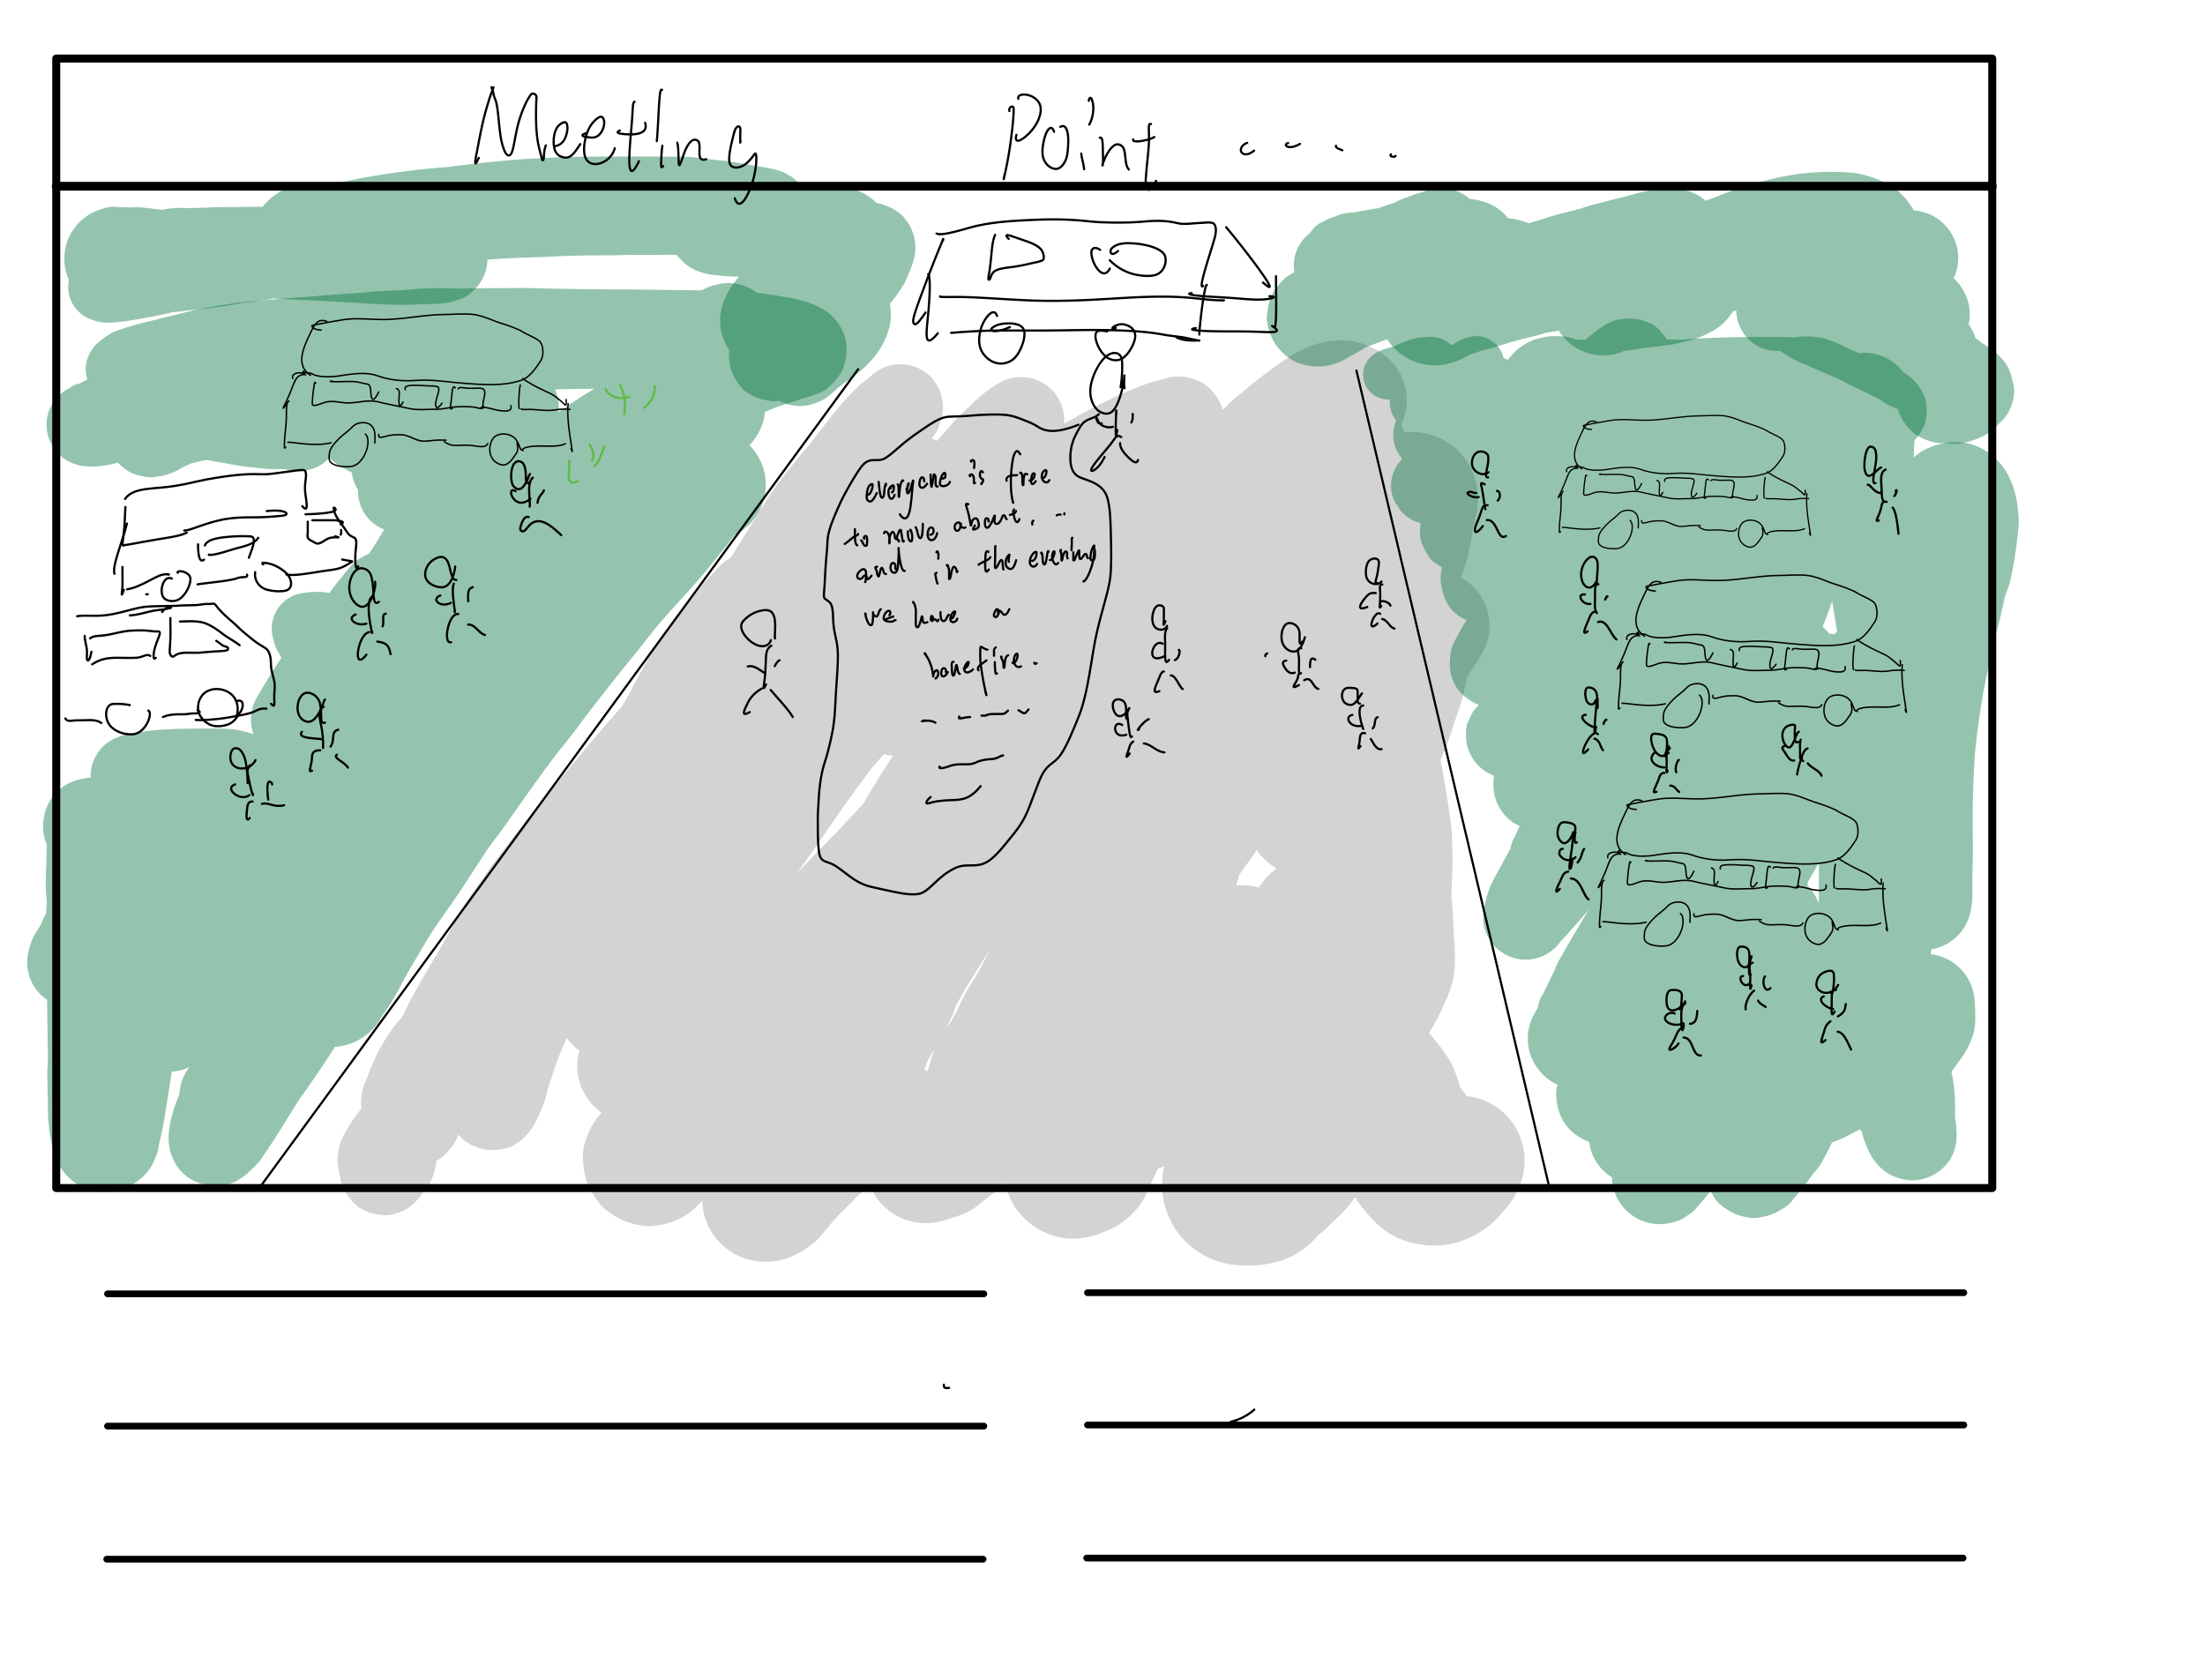 Meeting Point ....
everyone is free
to move about ...
and in the evening
we have a
bonefire.